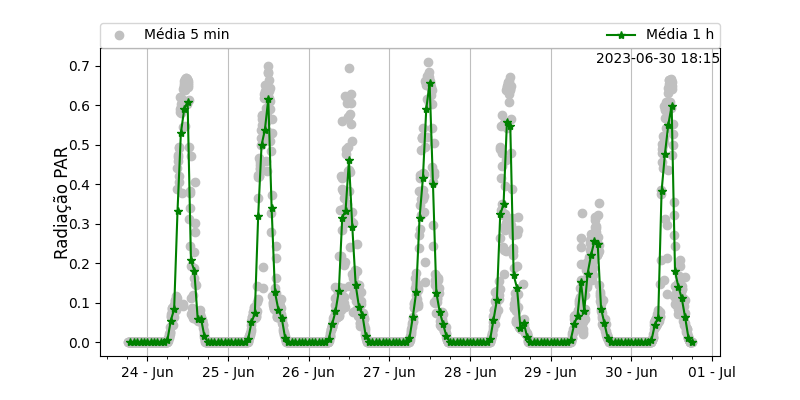 Média 5 min
Média 1 h
2023-06-30 18:15
Radiação PAR
0.7
0.6
0.5
0.4
0.3
0.2
0.1
0.0
24 - Jun
25 - Jun
26 - Jun
27 - Jun
28 - Jun
29 - Jun
30 - Jun
01 - Jul